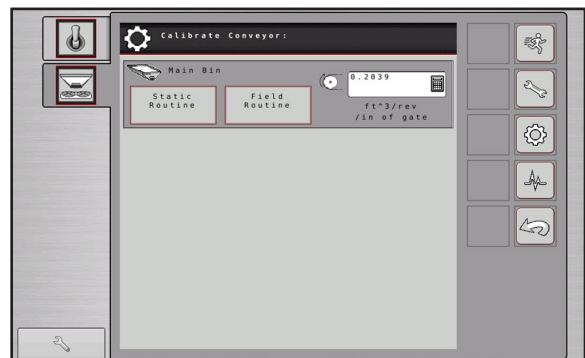 Calibrate Conveyor:
Main Bin
Static
Routine
Field
Routine
0.2039
ft^3/rev
/in of gate